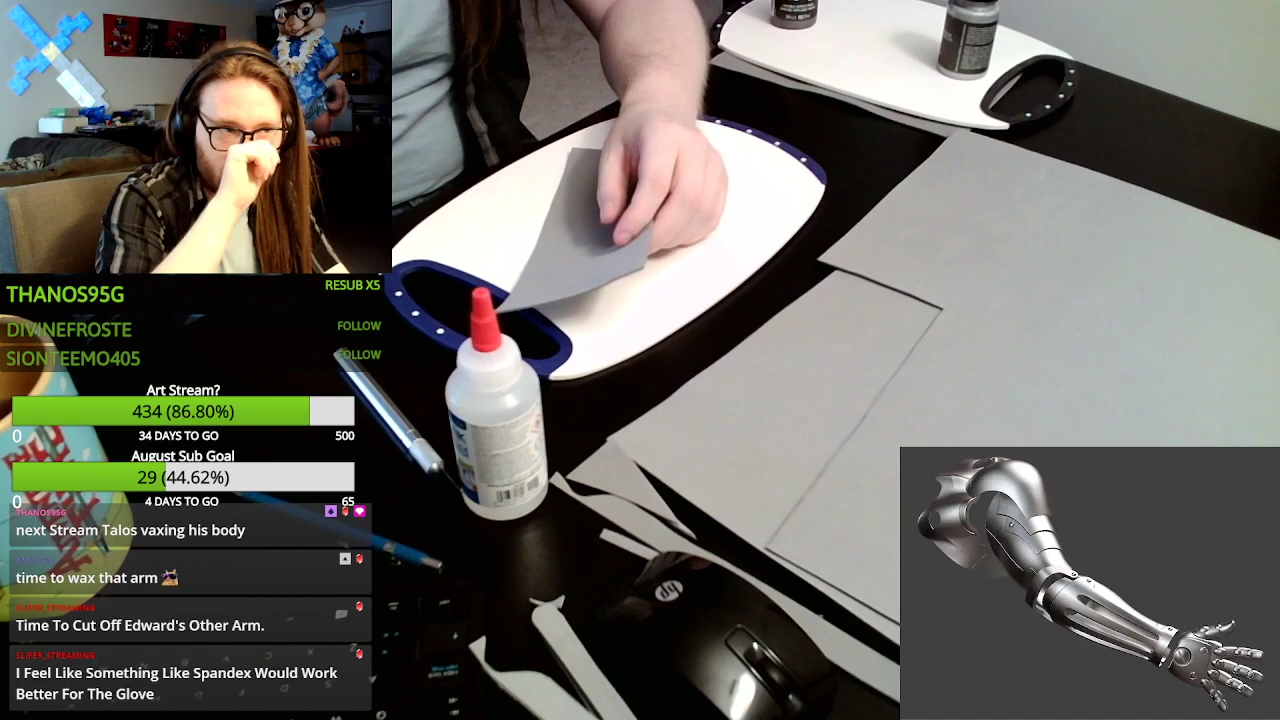 THANOS95G RESUB X5
DIVINEFROSTE FOLLOW
SIONTEEMO405 FOLLOW
Art Stream?
434 (86.80%)
0 34 DAYS TO GO 500
August Sub Goal
29 (44.62%)
0 4 DAYS TO GO 65
THANOS95G
next Stream Talos vaxing his body
time to wax that arm
SLIFER_STREAMING
Time To Cut Off Edward's Other Arm.
SLIFER_STREAMING
I Feel Like Something Like Spandex Would Work
Better For The Glove
hp